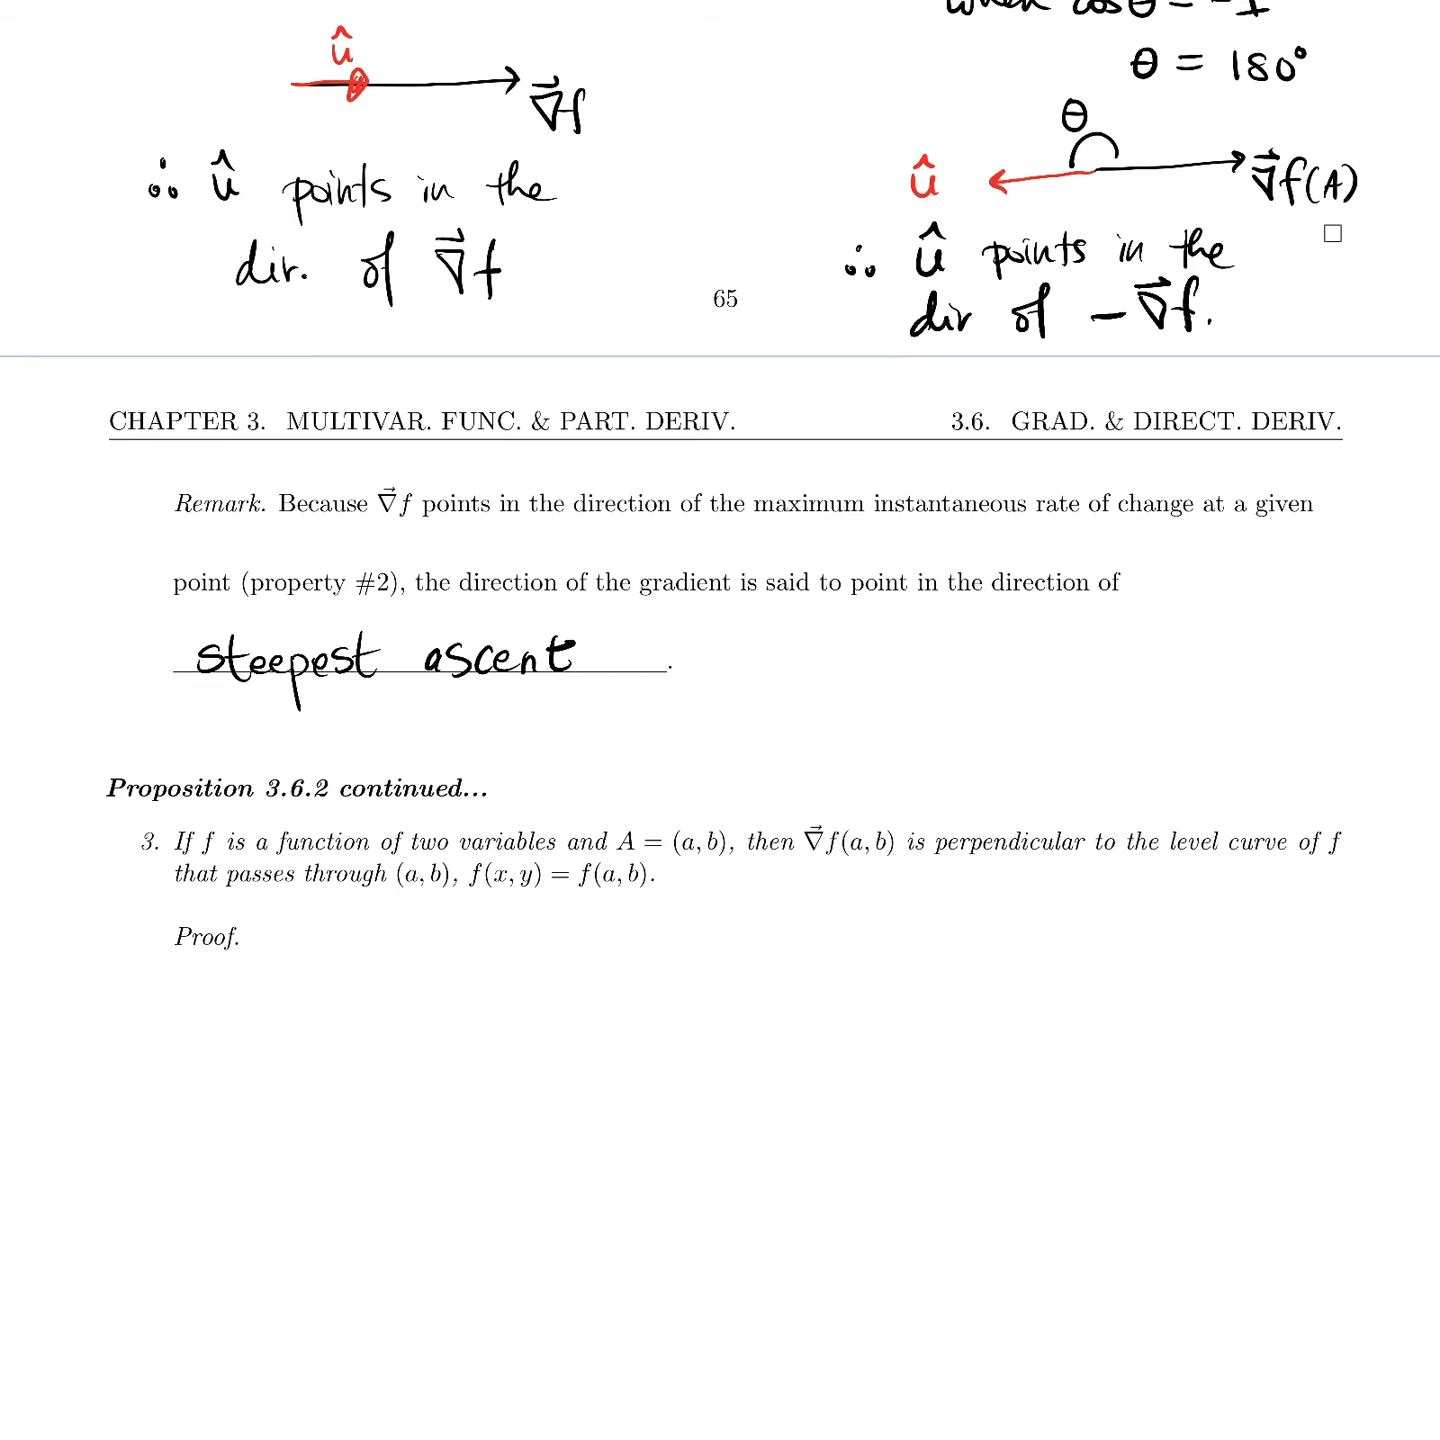 when cosθ = -1
θ = 180°
û
∇⃗f
θ
û
∇⃗f(A)
∴ û points in the
dir. of ∇⃗f
□
∴ û points in the
dir of -∇⃗f.
65
CHAPTER 3. MULTIVAR. FUNC. & PART. DERIV. 3.6. GRAD. & DIRECT. DERIV.
Remark. Because ∇⃗f points in the direction of the maximum instantaneous rate of change at a given
point (property #2), the direction of the gradient is said to point in the direction of
steepest ascent.
Proposition 3.6.2 continued...
3. If f is a function of two variables and A = (a, b), then ∇⃗f(a, b) is perpendicular to the level curve of f
that passes through (a, b), f(x, y) = f(a, b).
Proof.